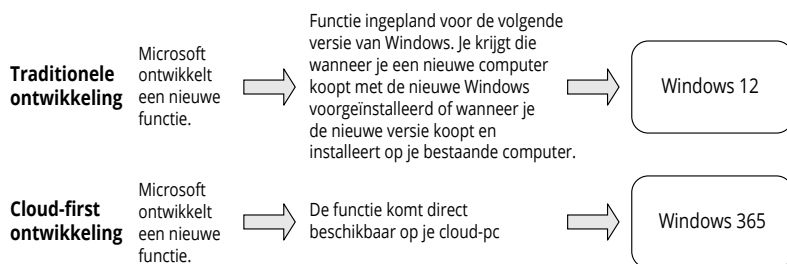 Traditionele
ontwikkeling
Microsoft
ontwikkelt
een nieuwe
functie.
Functie ingepland voor de volgende
versie van Windows. Je krijgt die
wanneer je een nieuwe computer
koopt met de nieuwe Windows
voorgeïnstalleerd of wanneer je
de nieuwe versie koopt en
installeert op je bestaande computer.
Windows 12
Cloud-first
ontwikkeling
Microsoft
ontwikkelt
een nieuwe
functie.
De functie komt direct
beschikbaar op je cloud-pc
Windows 365